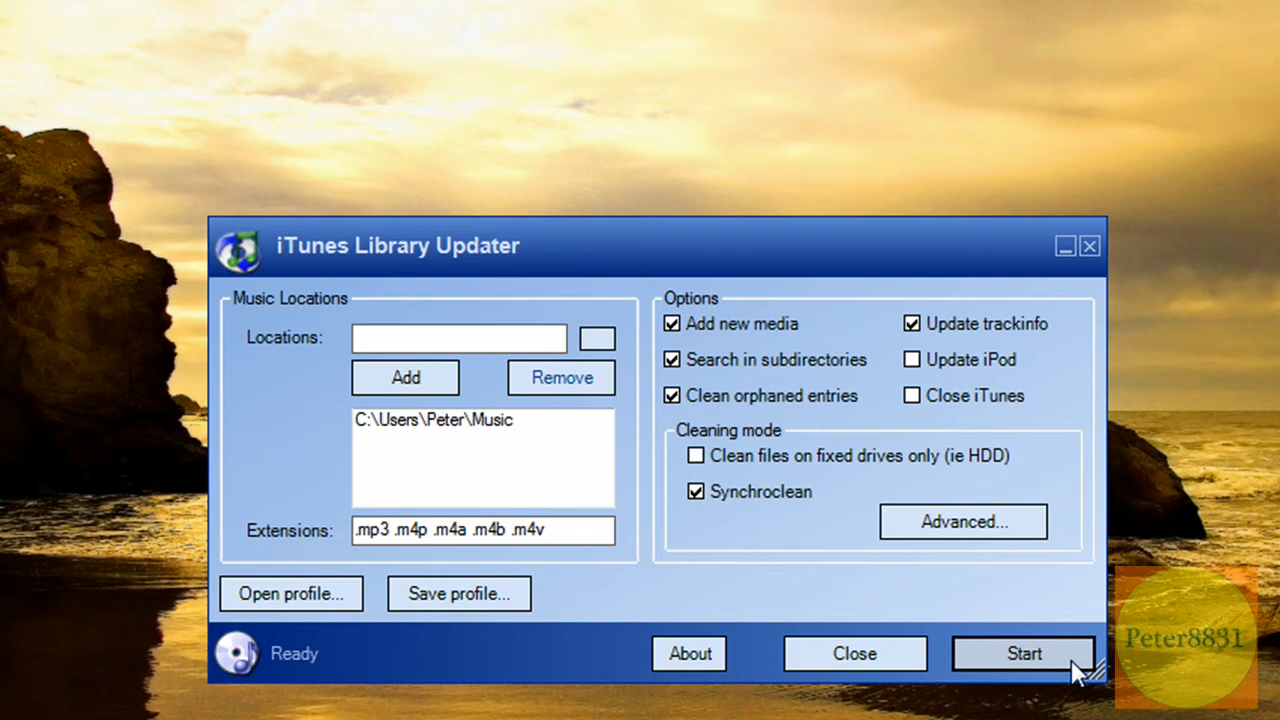 iTunes Library Updater
Music Locations
Locations:
Add
Remove
C:\Users\Peter\Music
Extensions:
.mp3 .m4p .m4a .m4b .m4v
Open profile...
Save profile...
Options
Add new media
Update trackinfo
Search in subdirectories
Update iPod
Clean orphaned entries
Close iTunes
Cleaning mode
Clean files on fixed drives only (ie HDD)
Synchroclean
Advanced...
Ready
About
Close
Start
Peter8831